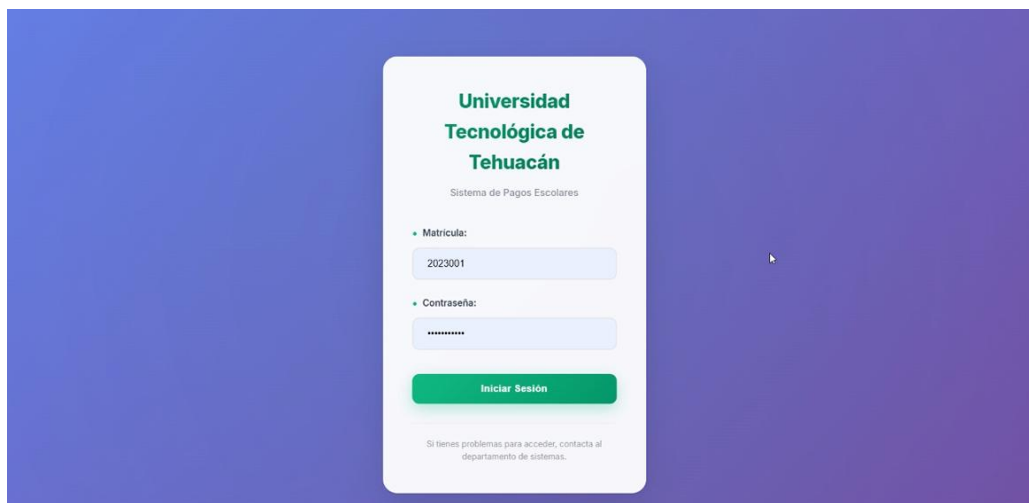 Universidad
Tecnológica de
Tehuacán
Sistema de Pagos Escolares
• Matrícula:
2023001
• Contraseña:
•••••••••••
Iniciar Sesión
Si tienes problemas para acceder, contacta al
departamento de sistemas.